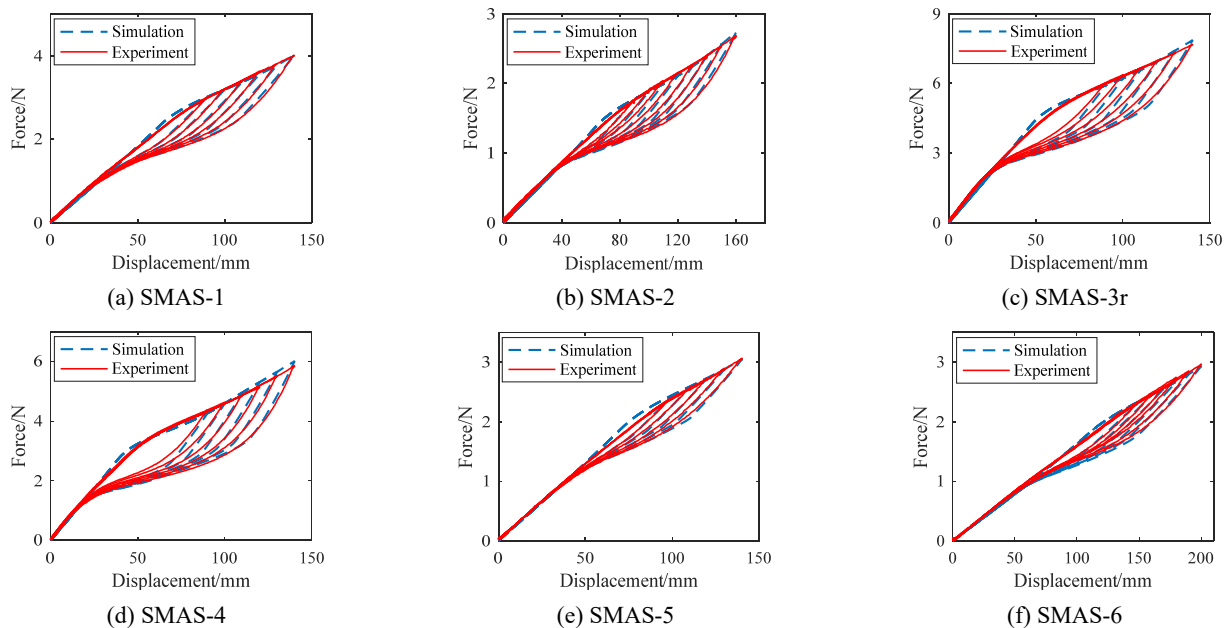 Simulation
Experiment
4
2
0
Force/N
0 50 100 150
Displacement/mm
(a) SMAS-1
Simulation
Experiment
3
2
1
0
Force/N
0 40 80 120 160
Displacement/mm
(b) SMAS-2
Simulation
Experiment
9
6
3
0
Force/N
0 50 100 150
Displacement/mm
(c) SMAS-3r
Simulation
Experiment
6
4
2
0
Force/N
0 50 100 150
Displacement/mm
(d) SMAS-4
Simulation
Experiment
3
2
1
0
Force/N
0 50 100 150
Displacement/mm
(e) SMAS-5
Simulation
Experiment
3
2
1
0
Force/N
0 50 100 150 200
Displacement/mm
(f) SMAS-6